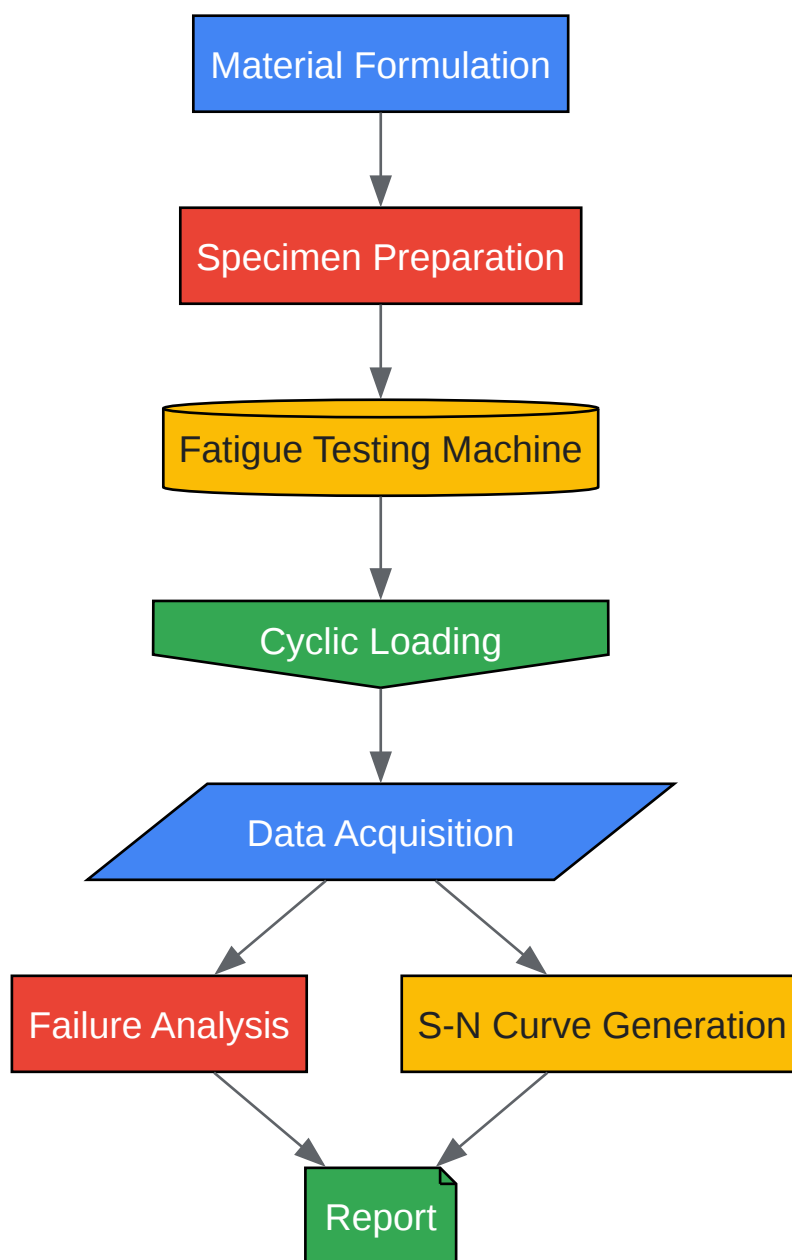 Material Formulation
Specimen Preparation
Fatigue Testing Machine
Cyclic Loading
Data Acquisition
Failure Analysis
S-N Curve Generation
Report